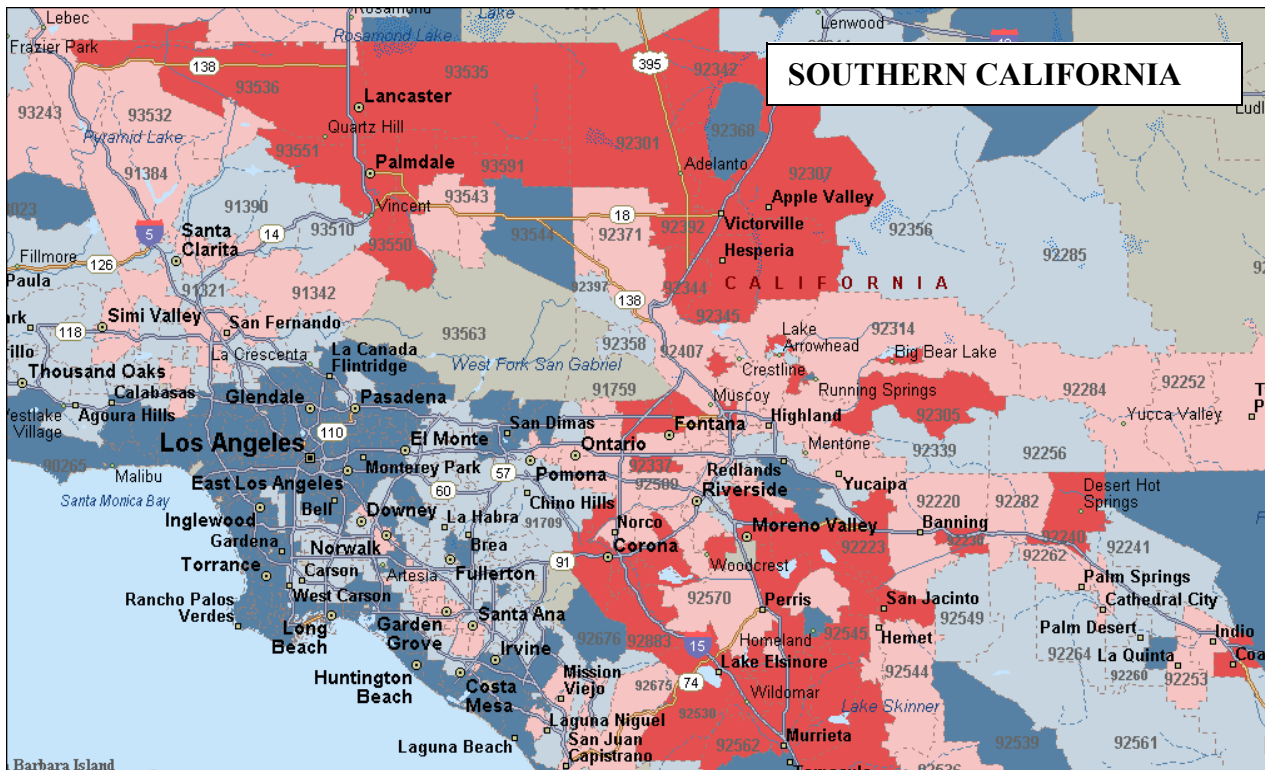 Lebec
Rosamond
Lake
Lenwood
Frazier Park
Rosamond Lake
SOUTHERN CALIFORNIA
138
395
93535
92342
93536
Lancaster
93243
93532
Pyramid Lake
Quartz Hill
92368
92301
93551
Adelanto
91384
Palmdale
93591
92307
93543
Apple Valley
91390
Vincent
18
Victorville
5
Santa
Clarita
14
93510
93544
92371
92392
92356
93550
Hesperia
92285
Fillmore
126
Paula
91321
91342
92397
138
92344
CALIFORNIA
118
Simi Valley
San Fernando
93563
92345
92314
La Crescenta
La Canada
Flintridge
92358
92407
Lake
Arrowhead
Big Bear Lake
West Fork San Gabriel
Crestline
Thousand Oaks
Calabasas
91759
Running Springs
92284
92252
Agoura Hills
Glendale
Pasadena
Muscoy
92305
Yucca Valley
Westlake
Village
San Dimas
Fontana
Highland
Los Angeles
110
El Monte
Ontario
Mentone
92339
92256
90265
Malibu
Monterey Park
57
Pomona
92337
Redlands
Santa Monica Bay
East Los Angeles
60
Chino Hills
Riverside
Yucaipa
Desert Hot
Springs
Bell
Downey
92220
92282
Inglewood
La Habra
91709
Norco
Moreno Valley
Banning
Gardena
Norwalk
Brea
92223
92240
92241
Corona
92262
Torrance
Carson
Artesia
Fullerton
91
Woodcrest
Palm Springs
West Carson
Rancho Palos
Verdes
Santa Ana
92570
Perris
San Jacinto
Cathedral City
Long
Beach
Garden
Grove
92676
92883
Homeland
92545
92549
Palm Desert
Indio
Irvine
15
Hemet
92264
La Quinta
Huntington
Beach
Mission
Viejo
Lake Elsinore
92544
92260
92253
Costa
Mesa
92675
74
Wildomar
Laguna Niguel
92530
Lake Skinner
Laguna Beach
San Juan
Capistrano
92562
Murrieta
92539
92561
Barbara Island
92536